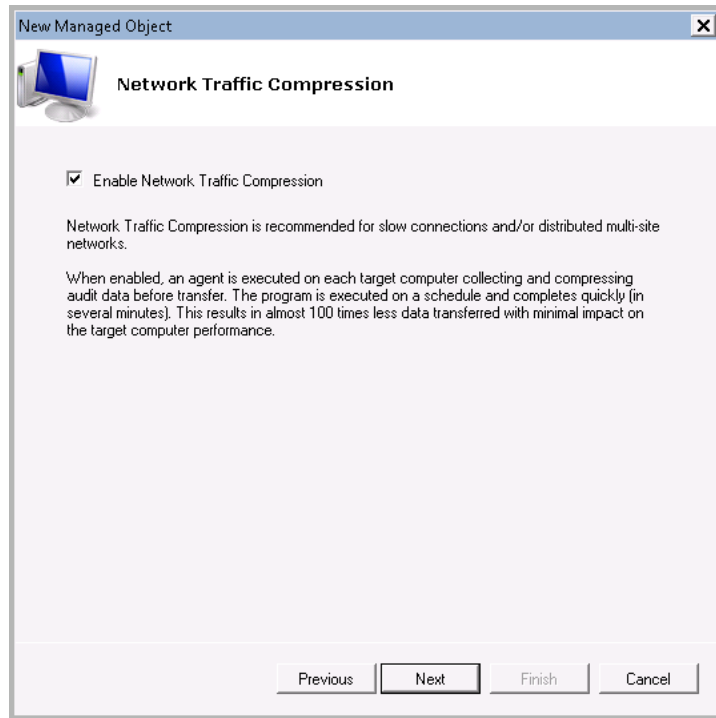 New Managed Object
Network Traffic Compression
Enable Network Traffic Compression
Network Traffic Compression is recommended for slow connections and/or distributed multi-site
networks.
When enabled, an agent is executed on each target computer collecting and compressing
audit data before transfer. The program is executed on a schedule and completes quickly (in
several minutes). This results in almost 100 times less data transferred with minimal impact on
the target computer performance.
Previous Next Finish Cancel